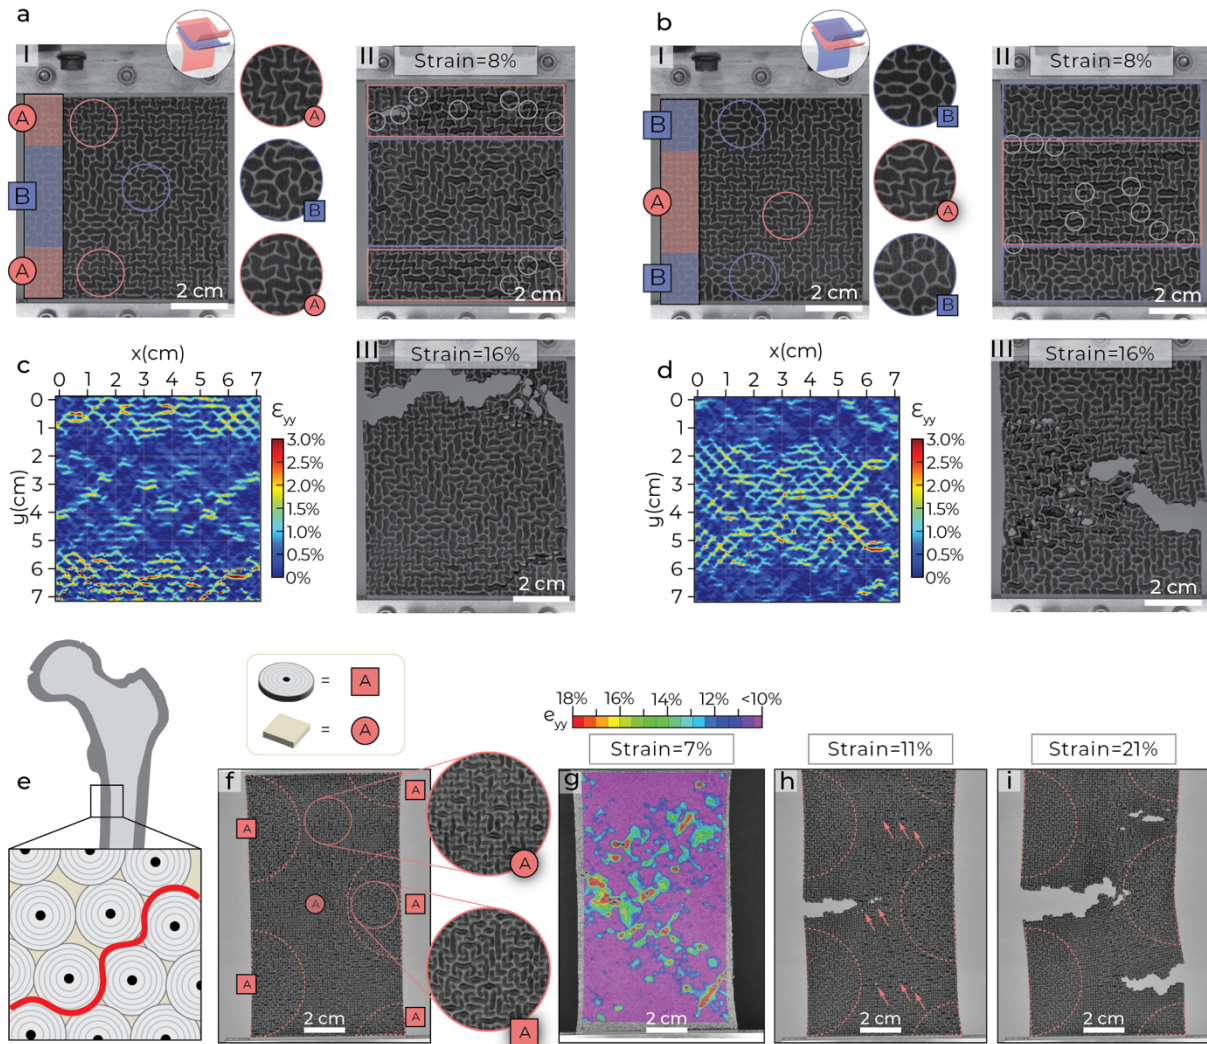 a
I
A
B
A
2 cm
A
B
A
II
Strain=8%
2 cm
b
I
B
A
B
2 cm
B
A
B
II
Strain=8%
2 cm
c
x(cm)
0 1 2 3 4 5 6 7
y(cm)
0
1
2
3
4
5
6
7
εyy
3.0%
2.5%
2.0%
1.5%
1.0%
0.5%
0%
III
Strain=16%
2 cm
d
x(cm)
0 1 2 3 4 5 6 7
y(cm)
0
1
2
3
4
5
6
7
εyy
3.0%
2.5%
2.0%
1.5%
1.0%
0.5%
0%
III
Strain=16%
2 cm
e
= A
= A
f
A
A
A
A
A
A
2 cm
A
A
18% 16% 14% 12% <10%
eyy
Strain=7%
g
2 cm
Strain=11%
h
2 cm
Strain=21%
i
2 cm